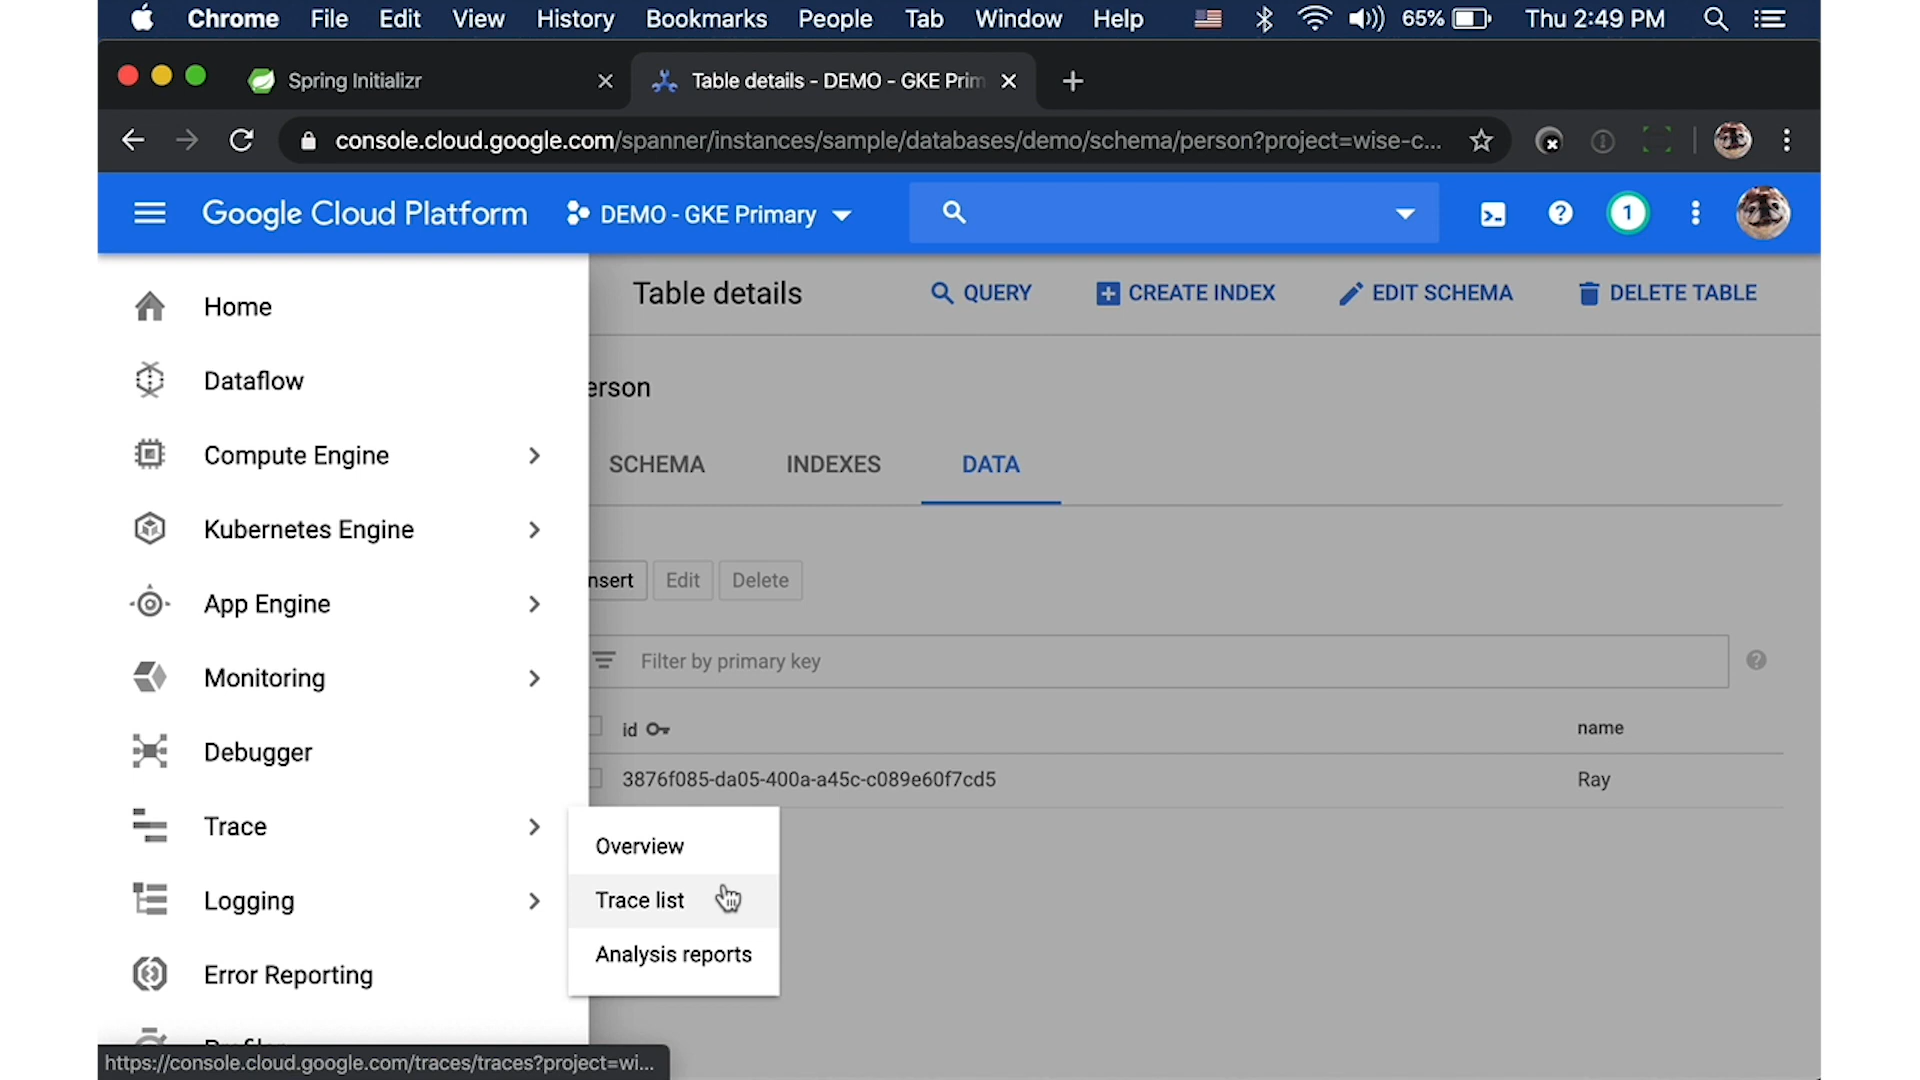 Chrome File Edit View History Bookmarks People Tab Window Help 65% Thu 2:49 PM
Spring Initializr Table details - DEMO - GKE Prim
console.cloud.google.com/spanner/instances/sample/databases/demo/schema/person?project=wise-c...
Google Cloud Platform DEMO - GKE Primary 1
Home
Table details QUERY CREATE INDEX EDIT SCHEMA DELETE TABLE
Dataflow
erson
Compute Engine
SCHEMA INDEXES DATA
Kubernetes Engine
nsert Edit Delete
App Engine
Filter by primary key
Monitoring
id name
Debugger
3876f085-da05-400a-a45c-c089e60f7cd5 Ray
Trace
Overview
Logging
Trace list
Analysis reports
Error Reporting
https://console.cloud.google.com/traces/traces?project=wi...